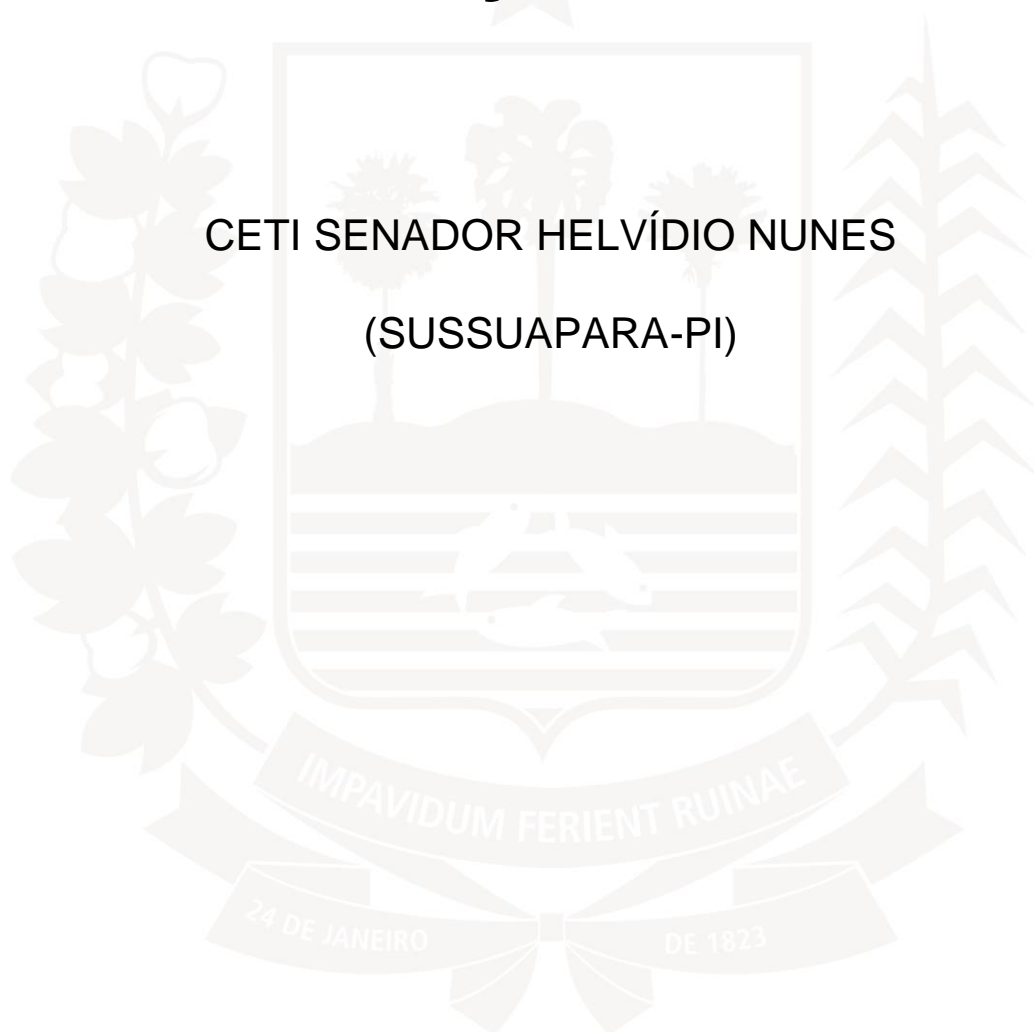 CETI SENADOR HELVÍDIO NUNES
(SUSSUAPARA-PI)
IMPAVIDUM FERIENT RUINAE
24 DE JANEIRO DE 1823